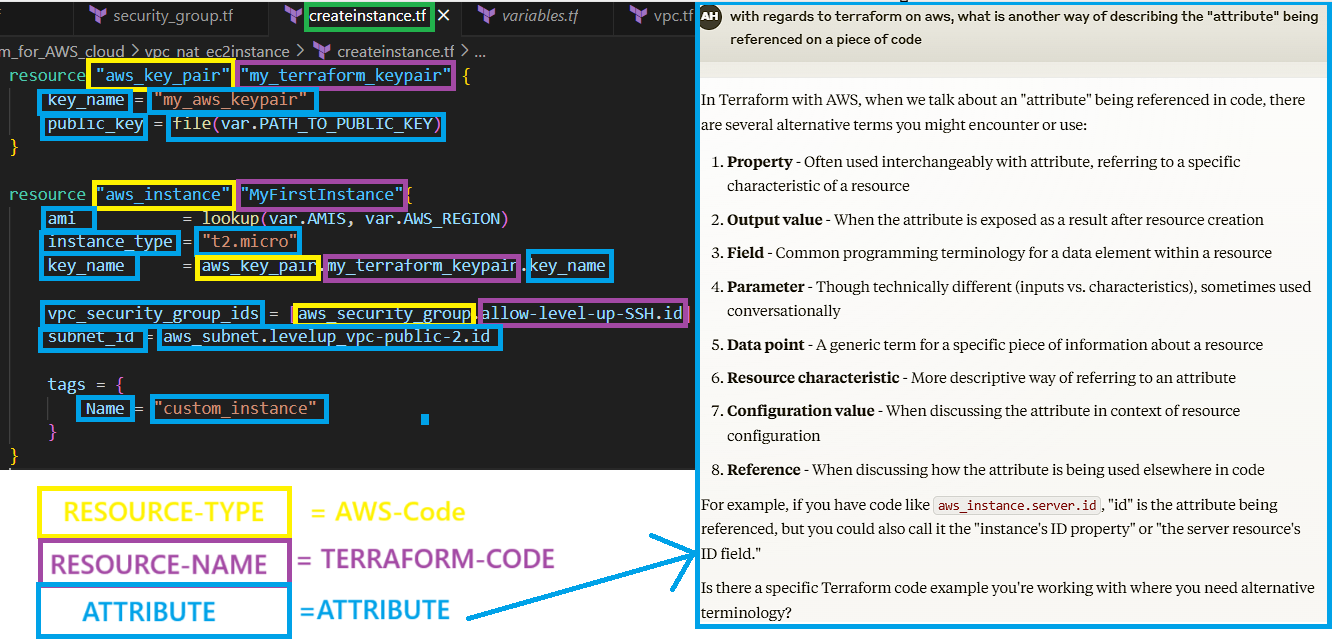 security_group.tf
createinstance.tf
variables.tf
vpc.tf
m_for_AWS_cloud > vpc_nat_ec2instance > createinstance.tf > ...
resource "aws_key_pair" "my_terraform_keypair" {
key_name = "my_aws_keypair"
public_key = file(var.PATH_TO_PUBLIC_KEY)
}
resource "aws_instance" "MyFirstInstance" {
ami = lookup(var.AMIS, var.AWS_REGION)
instance_type = "t2.micro"
key_name = aws_key_pair.my_terraform_keypair.key_name
vpc_security_group_ids = [aws_security_group.allow-level-up-SSH.id]
subnet_id = aws_subnet.levelup_vpc-public-2.id
tags = {
Name = "custom_instance"
}
}
RESOURCE-TYPE = AWS-Code
RESOURCE-NAME = TERRAFORM-CODE
ATTRIBUTE =ATTRIBUTE
AH
with regards to terraform on aws, what is another way of describing the "attribute" being
referenced on a piece of code
In Terraform with AWS, when we talk about an "attribute" being referenced in code, there
are several alternative terms you might encounter or use:
1. Property - Often used interchangeably with attribute, referring to a specific
characteristic of a resource
2. Output value - When the attribute is exposed as a result after resource creation
3. Field - Common programming terminology for a data element within a resource
4. Parameter - Though technically different (inputs vs. characteristics), sometimes used
conversationally
5. Data point - A generic term for a specific piece of information about a resource
6. Resource characteristic - More descriptive way of referring to an attribute
7. Configuration value - When discussing the attribute in context of resource
configuration
8. Reference - When discussing how the attribute is being used elsewhere in code
For example, if you have code like aws_instance.server.id, "id" is the attribute being
referenced, but you could also call it the "instance's ID property" or "the server resource's
ID field."
Is there a specific Terraform code example you're working with where you need alternative
terminology?